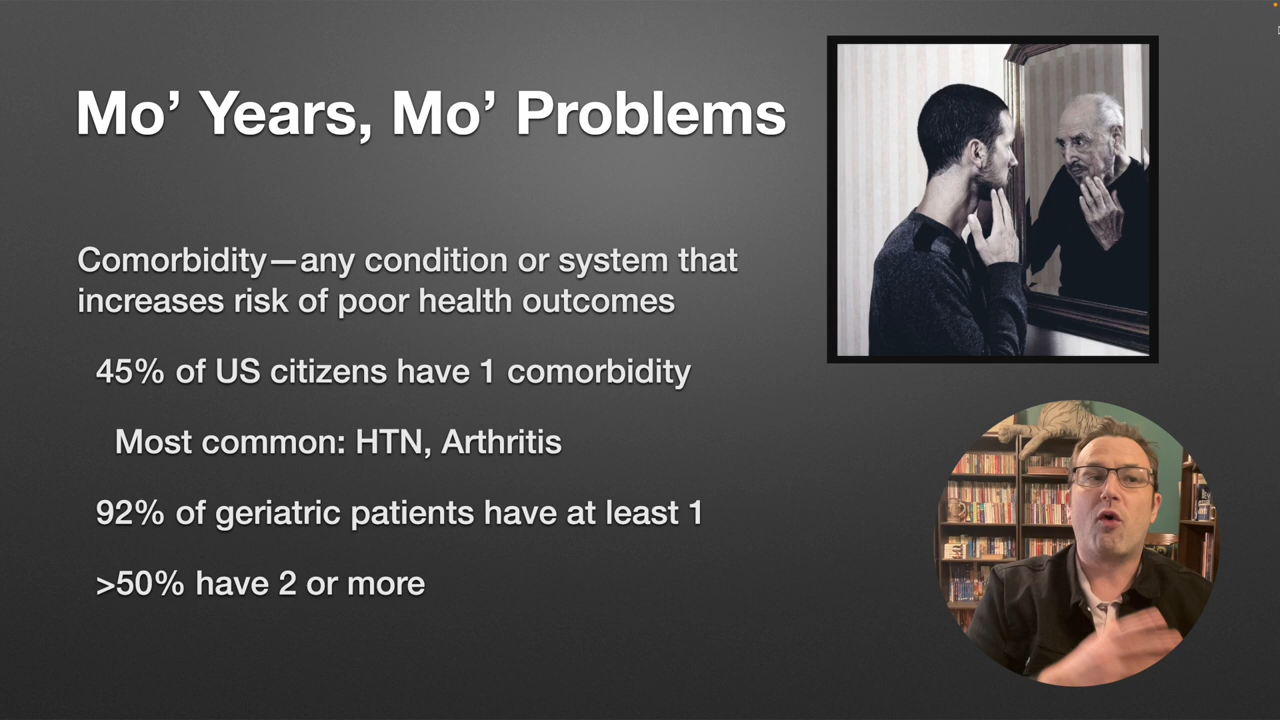 Mo’ Years, Mo’ Problems
Comorbidity—any condition or system that
increases risk of poor health outcomes
45% of US citizens have 1 comorbidity
Most common: HTN, Arthritis
92% of geriatric patients have at least 1
>50% have 2 or more